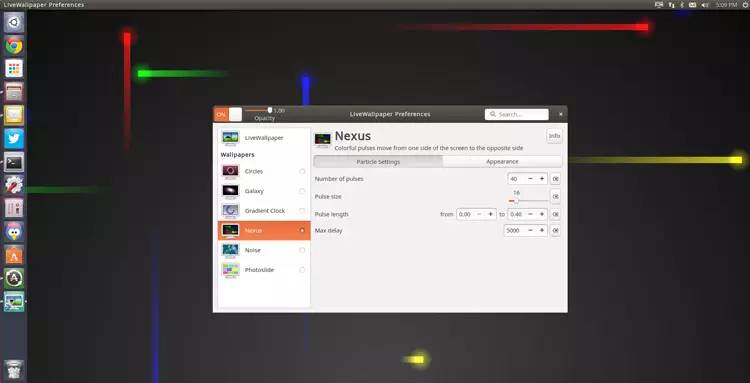 LiveWallpaper Preferences
5:09 PM
ON
1.00
Opacity
LiveWallpaper Preferences
Search...
LiveWallpaper
Wallpapers
Circles
Galaxy
Gradient Clock
Nexus
Noise
Photoslide
Nexus
Info
Colorful pulses move from one side of the screen to the opposite side
Particle Settings
Appearance
Number of pulses
40 − +
Pulse size
16
Pulse length
from 0.00 − + to 0.40 − +
Max delay
5000 − +